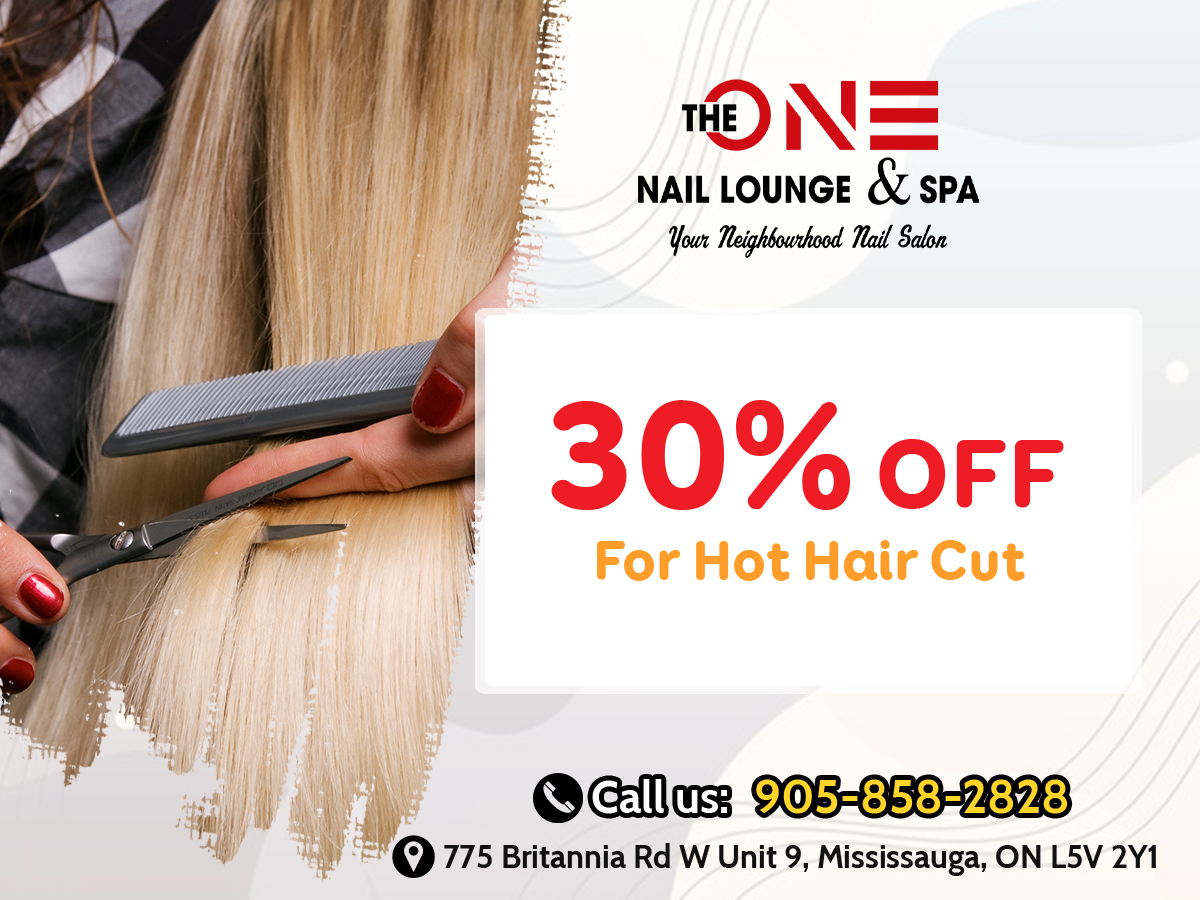 THE ONE
NAIL LOUNGE & SPA
Your Neighbourhood Nail Salon
30% OFF
For Hot Hair Cut
Call us: 905-858-2828
775 Britannia Rd W Unit 9, Mississauga, ON L5V 2Y1